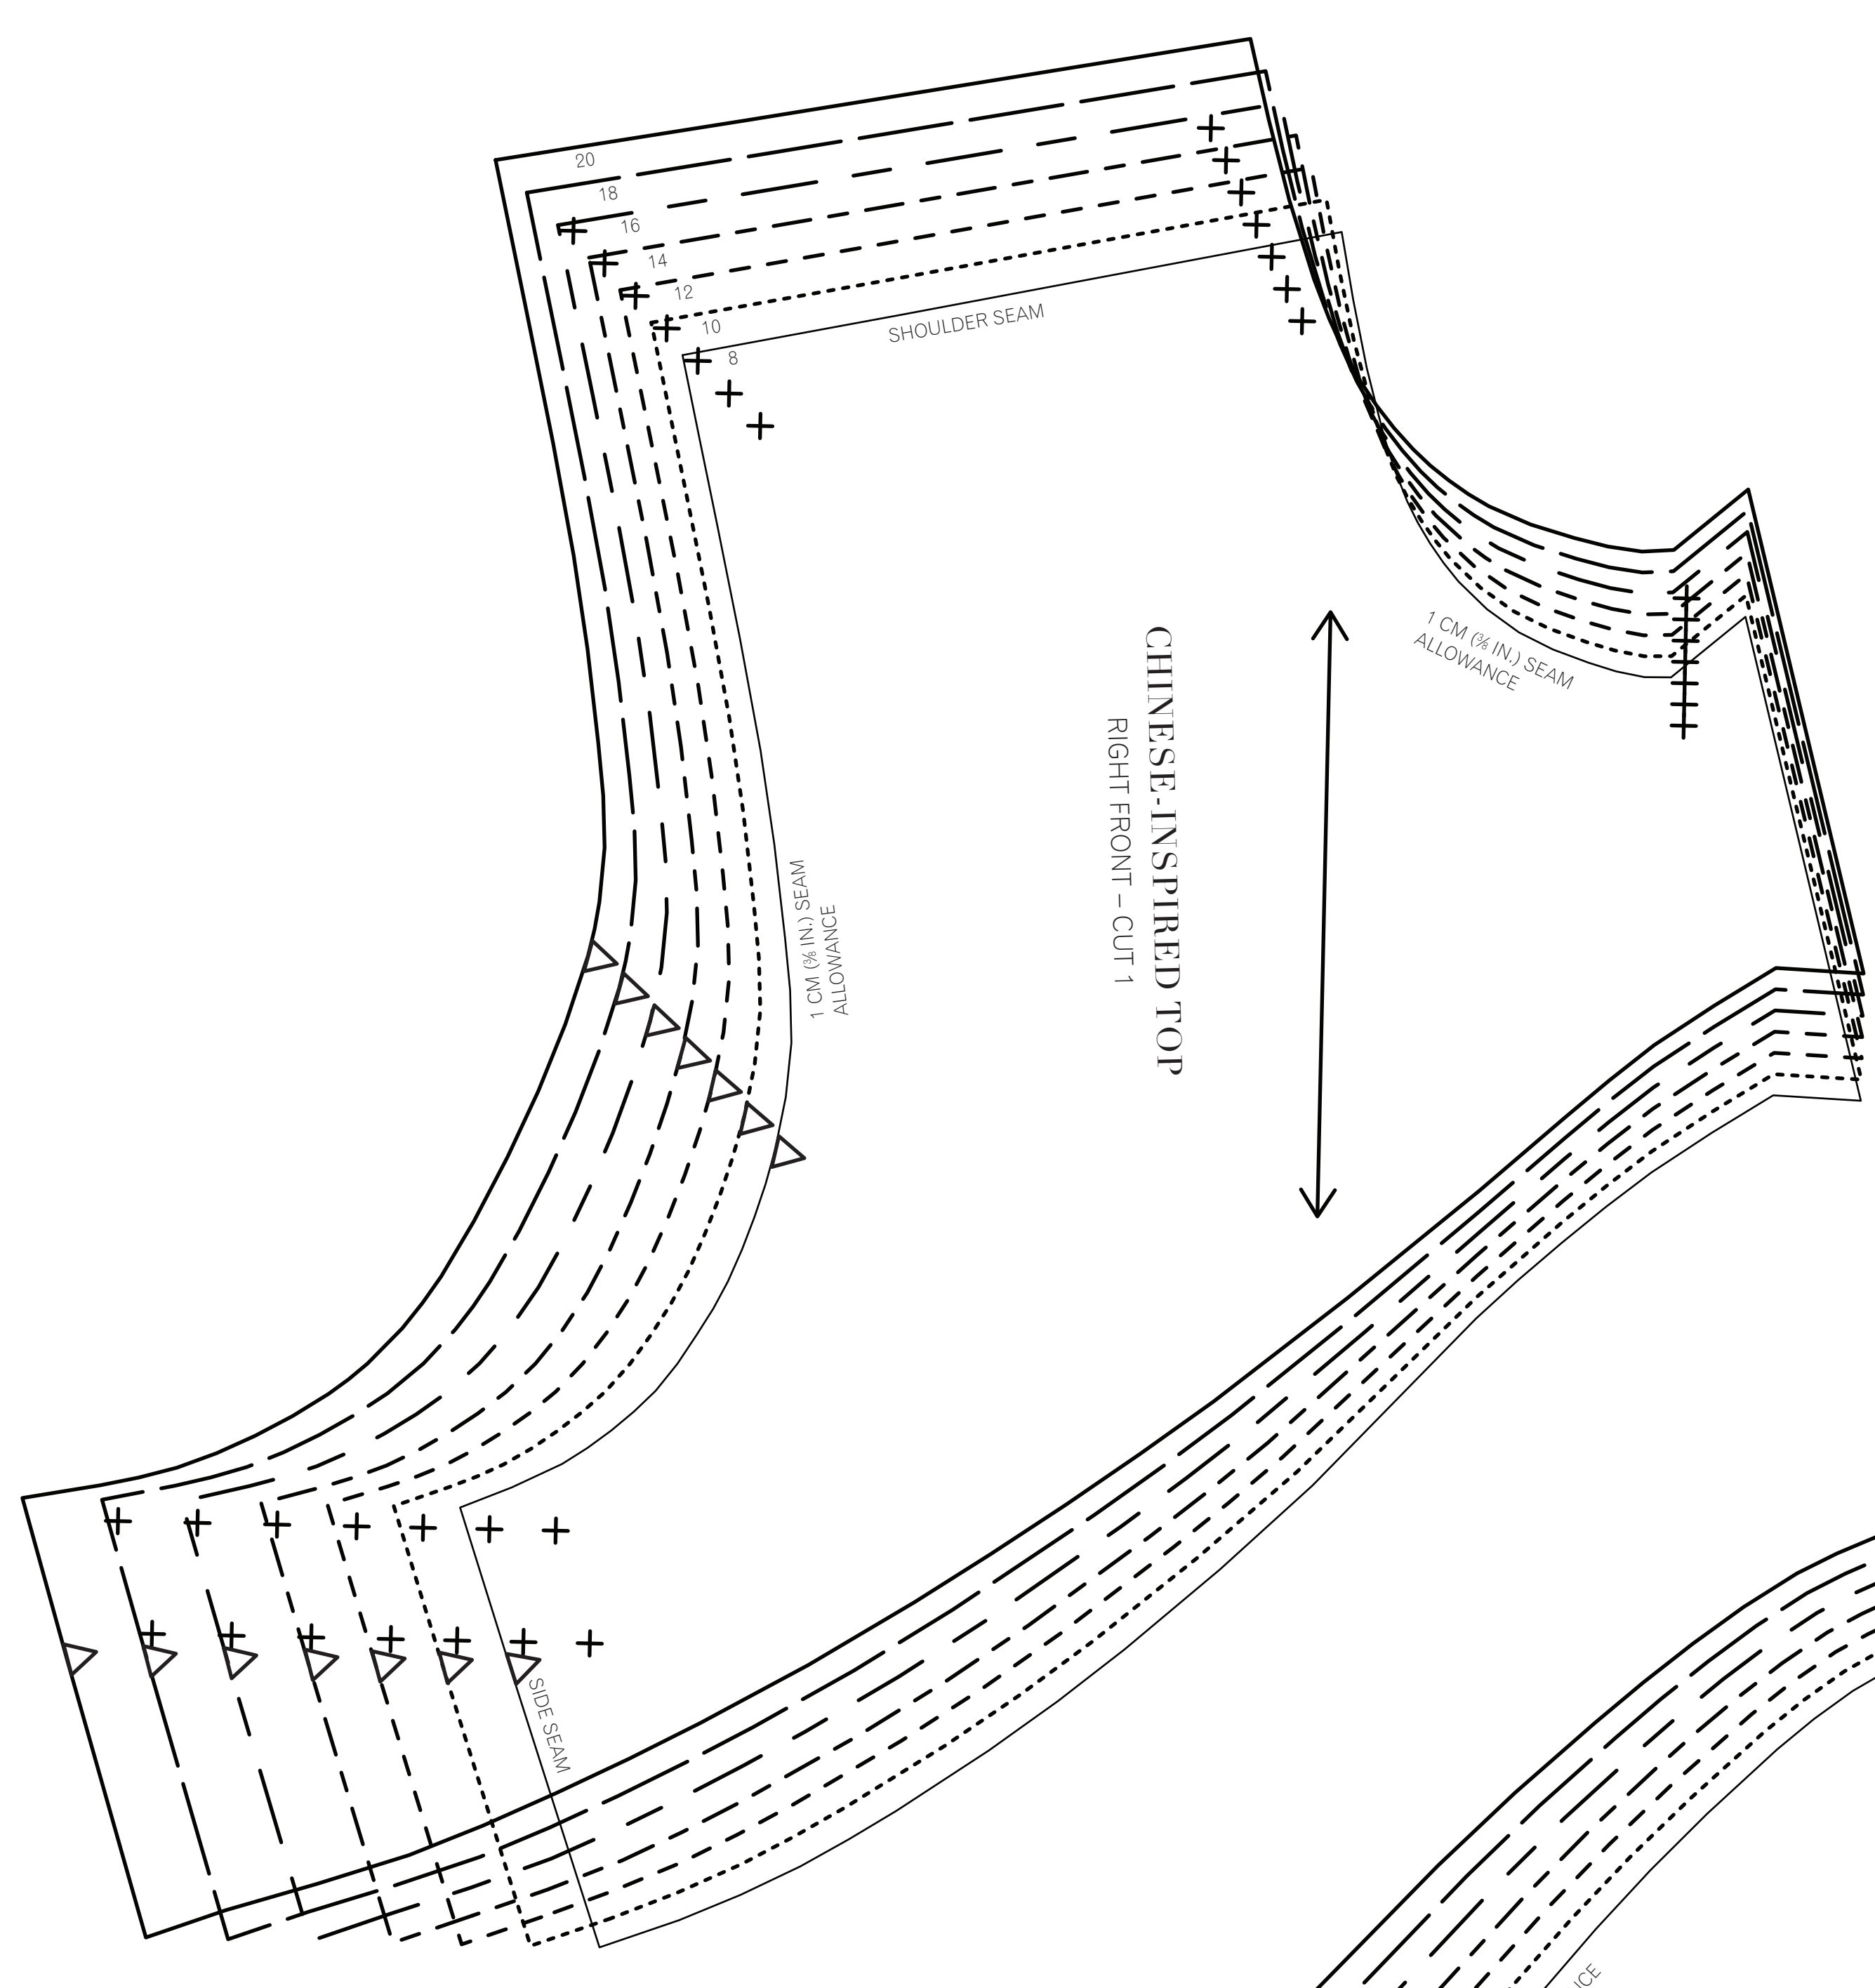 20
18
16
14
12
10
8
SHOULDER SEAM
1 CM (⅜ IN.) SEAM
ALLOWANCE
CHINESE-INSPIRED TOP
RIGHT FRONT – CUT 1
1 CM (⅜ IN.) SEAM
ALLOWANCE
SIDE SEAM